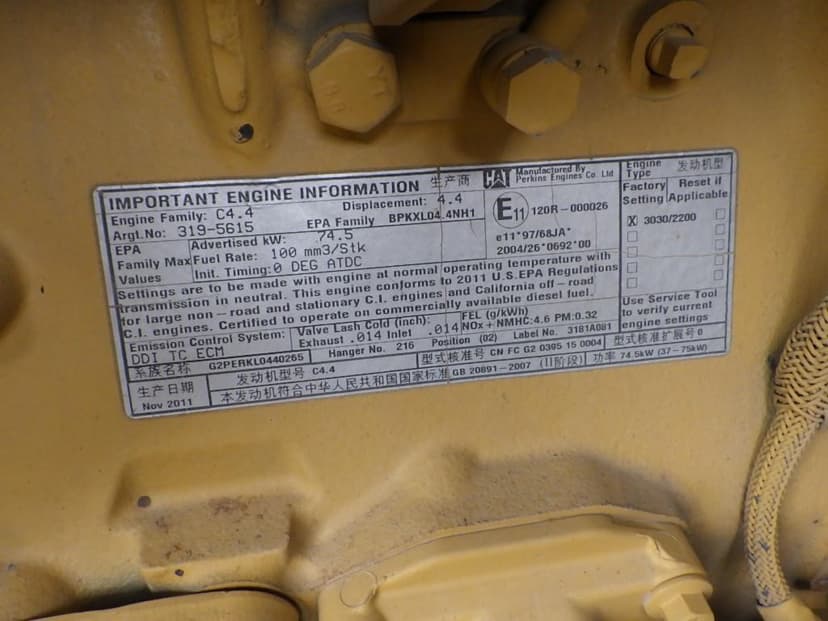 IMPORTANT ENGINE INFORMATION 生产商 CAT Manufactured By Perkins Engines Co. Ltd
Engine Family: C4.4 Displacement: 4.4
Argt.No: 319-5615 EPA Family BPKXL04.4NH1
EPA Family Max Values
Advertised kW: 74.5
Fuel Rate: 100 mm3/Stk
Init. Timing: 0 DEG ATDC
E11 120R-000026
e11*97/68JA*
2004/26*0692*00
Settings are to be made with engine at normal operating temperature with
transmission in neutral. This engine conforms to 2011 U.S.EPA Regulations
for large non-road and stationary C.I. engines and California off-road
C.I. engines. Certified to operate on commercially available diesel fuel.
Emission Control System:
DDI TC ECM
Valve Lash Cold (inch):
Exhaust .014 Inlet .014
FEL (g/kWh)
NOx+NMHC:4.6 PM:0.32
Hanger No. 216 Position (02) Label No. 3181A081
Engine Type 发动机型
Factory Setting
Reset if Applicable
X 3030/2200
Use Service Tool
to verify current
engine settings
系族名称 G2PERKL0440265 型式核准号 CN FC G2 0395 15 0004 型式核准扩展号 0
生产日期
Nov 2011
发动机型号 C4.4
本发动机符合中华人民共和国国家标准 GB 20891-2007 (II阶段) 功率 74.5kW (37-75kW)